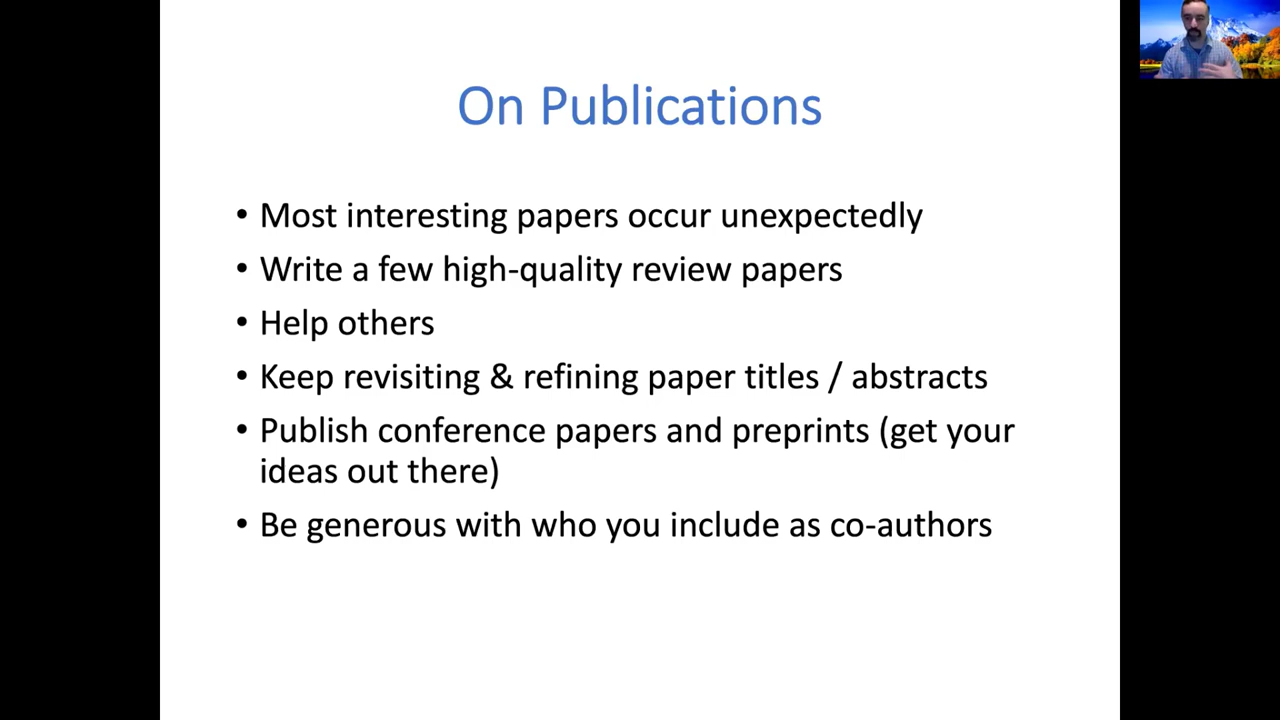 On Publications
• Most interesting papers occur unexpectedly
• Write a few high-quality review papers
• Help others
• Keep revisiting & refining paper titles / abstracts
• Publish conference papers and preprints (get your
ideas out there)
• Be generous with who you include as co-authors